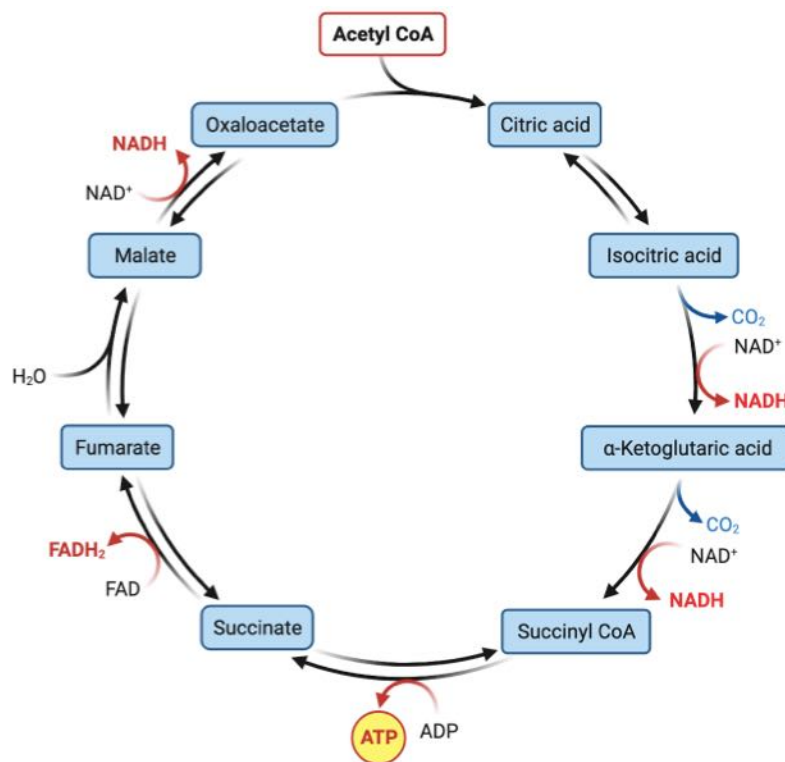 Acetyl CoA
Oxaloacetate
Citric acid
NADH
NAD⁺
Malate
Isocitric acid
CO₂
NAD⁺
NADH
H₂O
Fumarate
α-Ketoglutaric acid
CO₂
NAD⁺
NADH
FADH₂
FAD
Succinate
Succinyl CoA
ATP
ADP